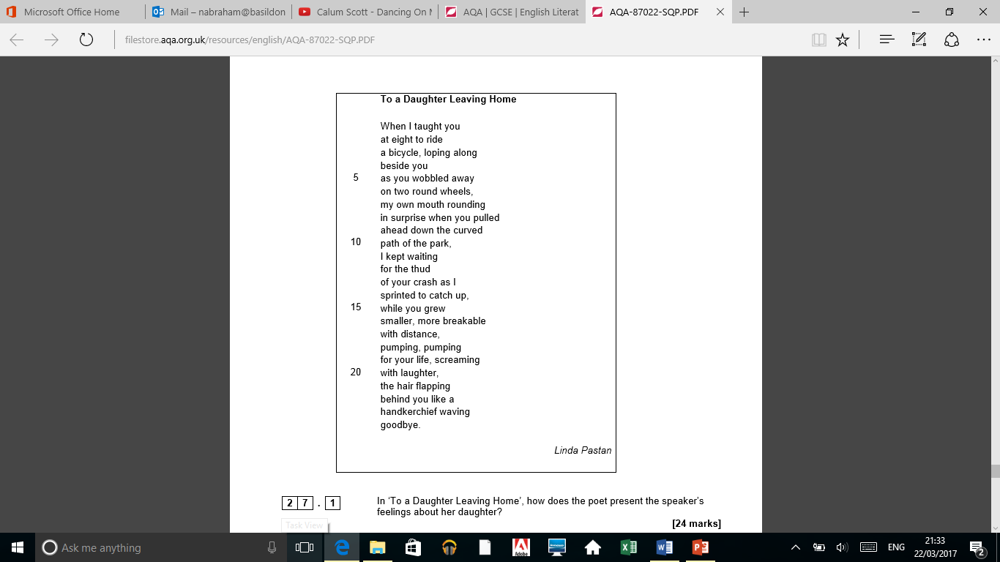 Microsoft Office Home
Mail – nabraham@basildon
Calum Scott - Dancing On M
AQA | GCSE | English Literat
AQA-87022-SQP.PDF
filestore.aqa.org.uk/resources/english/AQA-87022-SQP.PDF
To a Daughter Leaving Home
When I taught you
at eight to ride
a bicycle, loping along
beside you
5 as you wobbled away
on two round wheels,
my own mouth rounding
in surprise when you pulled
ahead down the curved
10 path of the park,
I kept waiting
for the thud
of your crash as I
sprinted to catch up,
15 while you grew
smaller, more breakable
with distance,
pumping, pumping
for your life, screaming
20 with laughter,
the hair flapping
behind you like a
handkerchief waving
goodbye.
Linda Pastan
2 7 . 1 In ‘To a Daughter Leaving Home’, how does the poet present the speaker’s
feelings about her daughter?
[24 marks]
Task View
Ask me anything
Adobe
ENG
21:33
22/03/2017
2